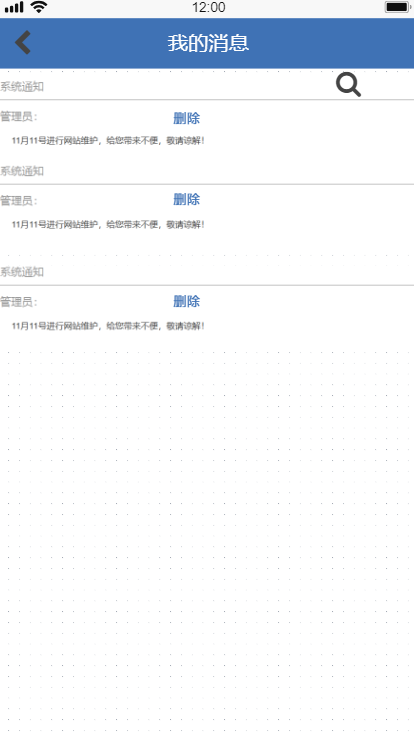 12:00
我的消息
系统通知
管理员:
删除
11月11号进行网站维护，给您带来不便，敬请谅解！
系统通知
管理员:
删除
11月11号进行网站维护，给您带来不便，敬请谅解！
系统通知
管理员:
删除
11月11号进行网站维护，给您带来不便，敬请谅解！